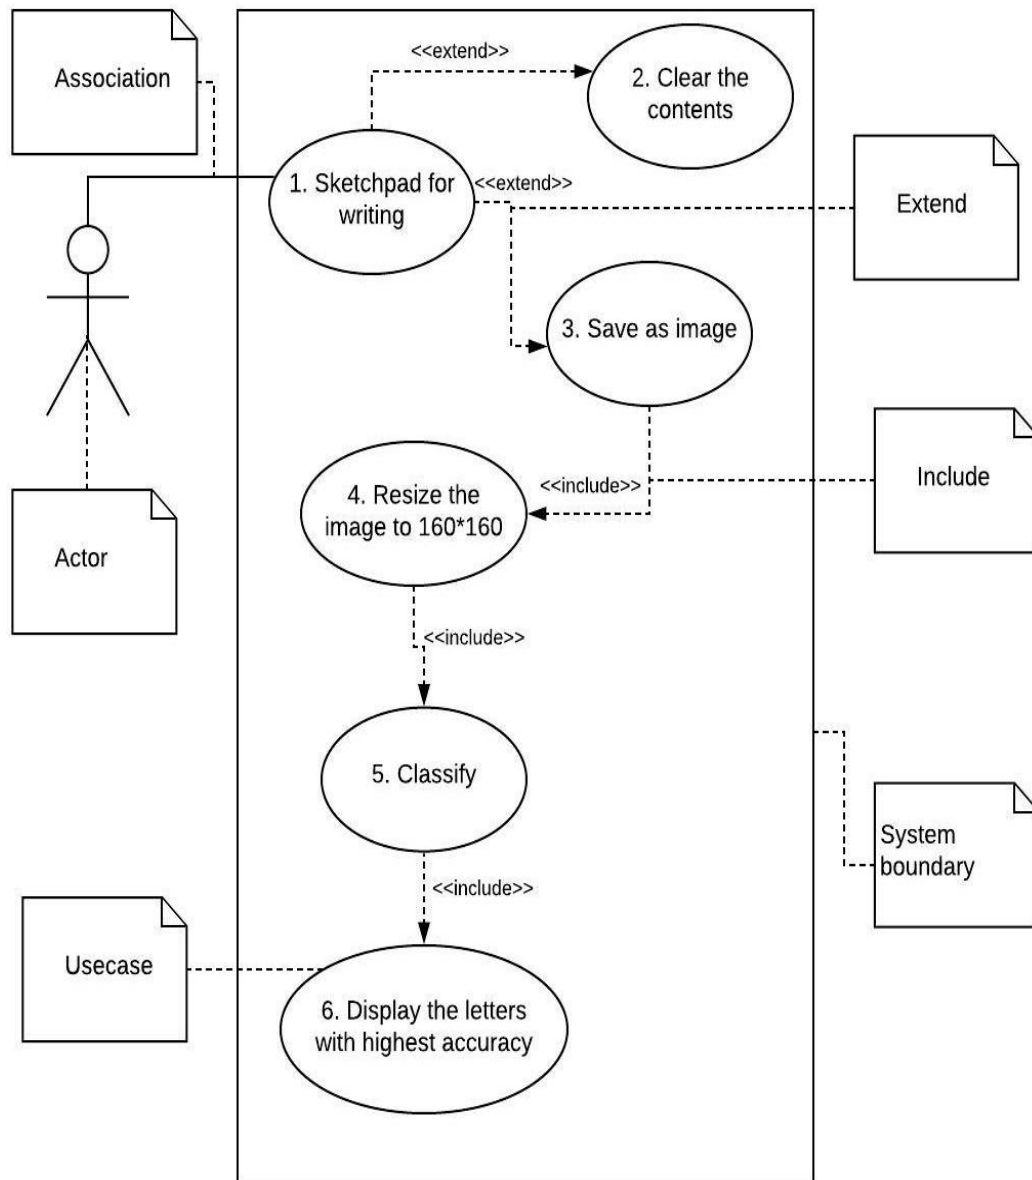 Association
<<extend>>
2. Clear the
contents
1. Sketchpad for
writing
<<extend>>
Extend
3. Save as image
4. Resize the
image to 160*160
<<include>>
Include
Actor
<<include>>
5. Classify
System
boundary
<<include>>
Usecase
6. Display the letters
with highest accuracy